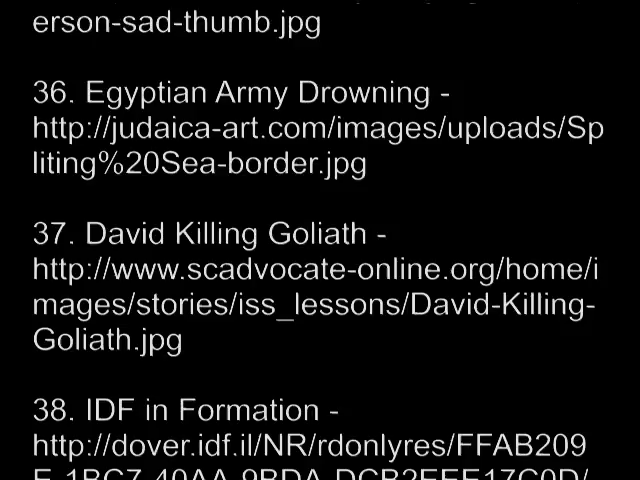 erson-sad-thumb.jpg
36. Egyptian Army Drowning -
http://judaica-art.com/images/uploads/Sp
liting%20Sea-border.jpg
37. David Killing Goliath -
http://www.scadvocate-online.org/home/i
mages/stories/iss_lessons/David-Killing-
Goliath.jpg
38. IDF in Formation -
http://dover.idf.il/NR/rdonlyres/FFAB209